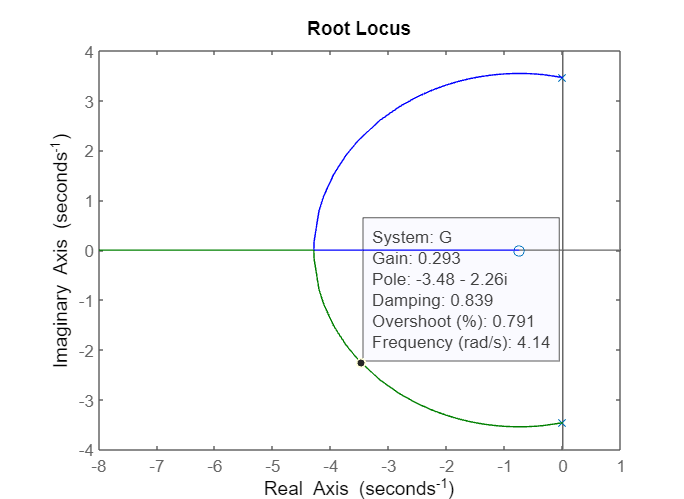 Root Locus
4
3
2
1
0
-1
-2
-3
-4
Imaginary Axis (seconds-1)
System: G
Gain: 0.293
Pole: -3.48 - 2.26i
Damping: 0.839
Overshoot (%): 0.791
Frequency (rad/s): 4.14
-8 -7 -6 -5 -4 -3 -2 -1 0 1
Real Axis (seconds-1)